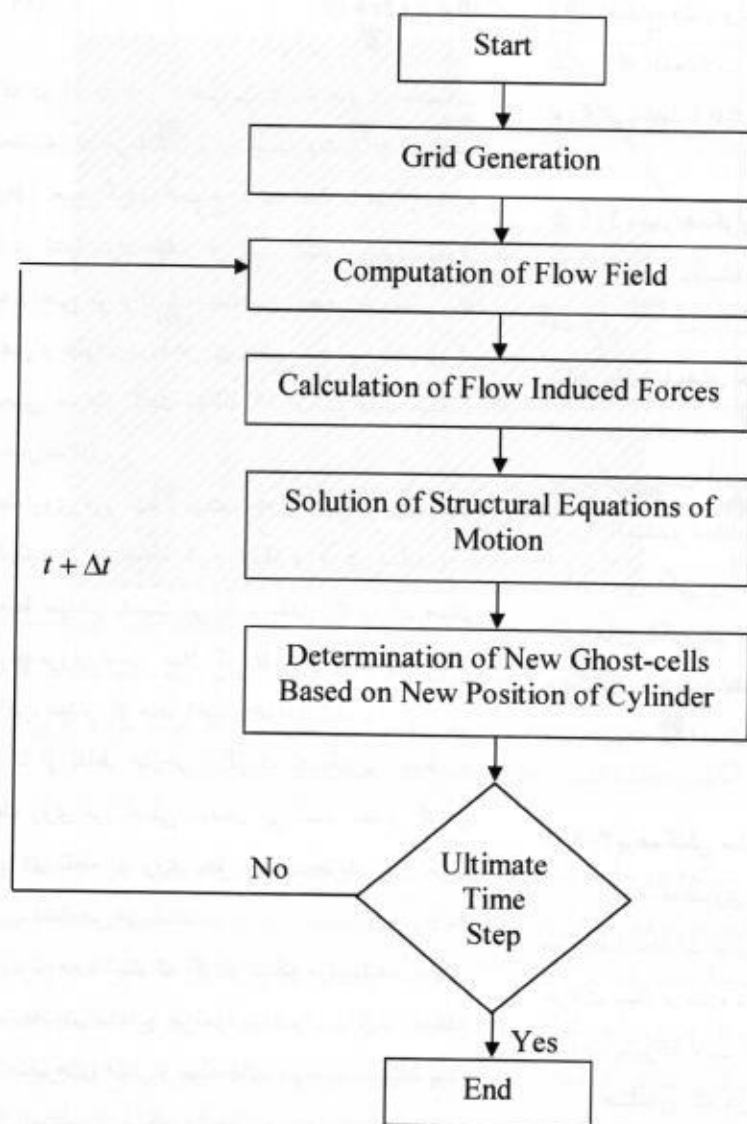 Start
Grid Generation
Computation of Flow Field
Calculation of Flow Induced Forces
Solution of Structural Equations of
Motion
t + Δt
Determination of New Ghost-cells
Based on New Position of Cylinder
No
Ultimate
Time
Step
Yes
End